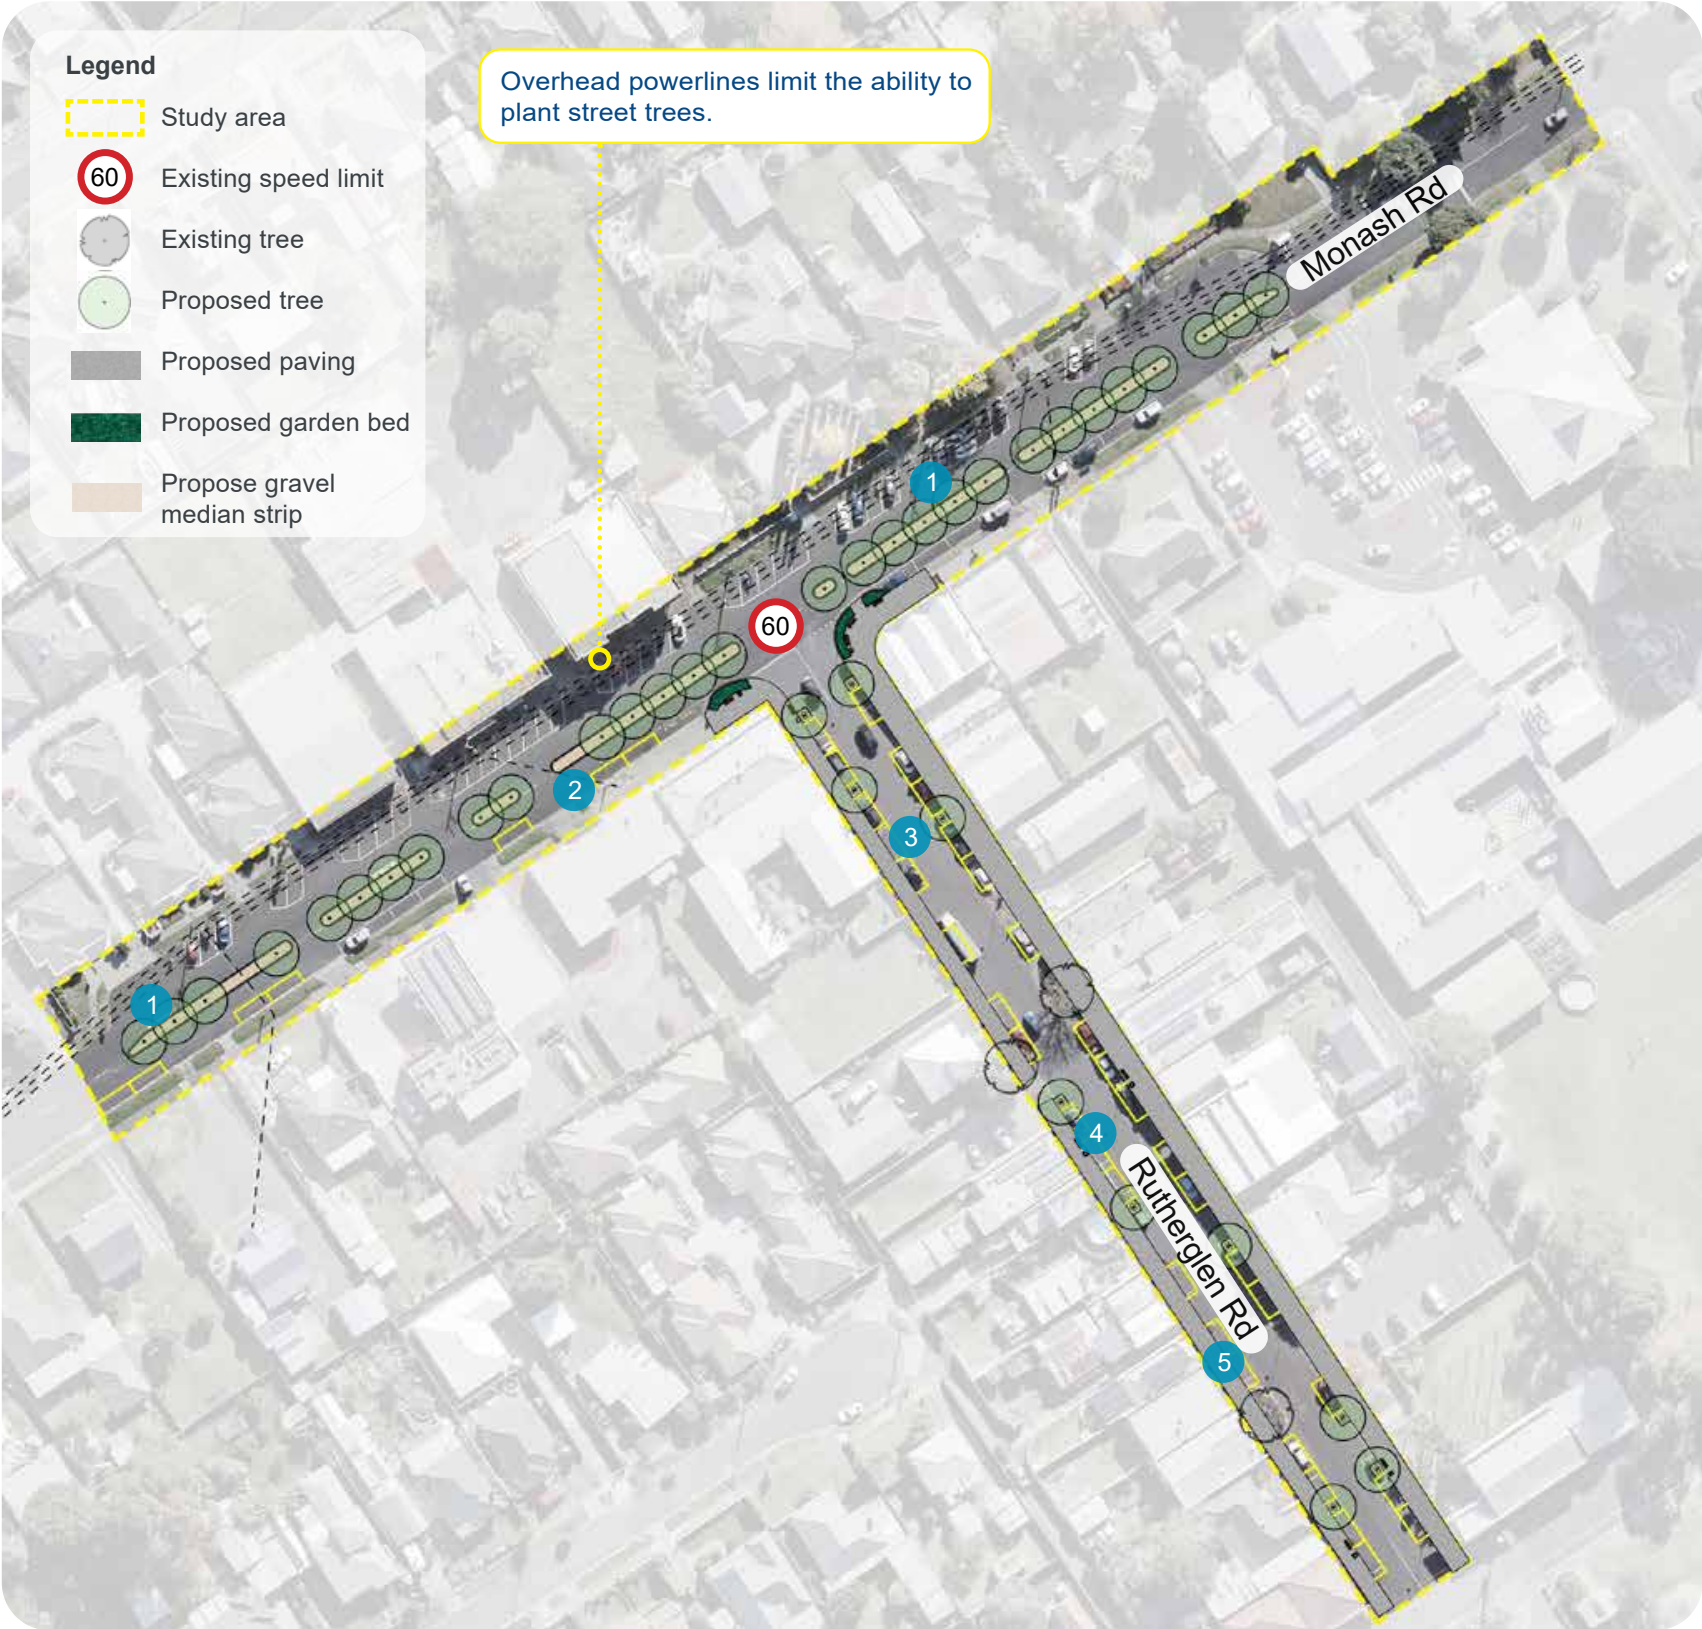 Legend
Study area
60
Existing speed limit
Existing tree
Proposed tree
Proposed paving
Proposed garden bed
Propose gravel
median strip
Overhead powerlines limit the ability to
plant street trees.
Monash Rd
1
60
2
3
1
4
Rutherglen Rd
5